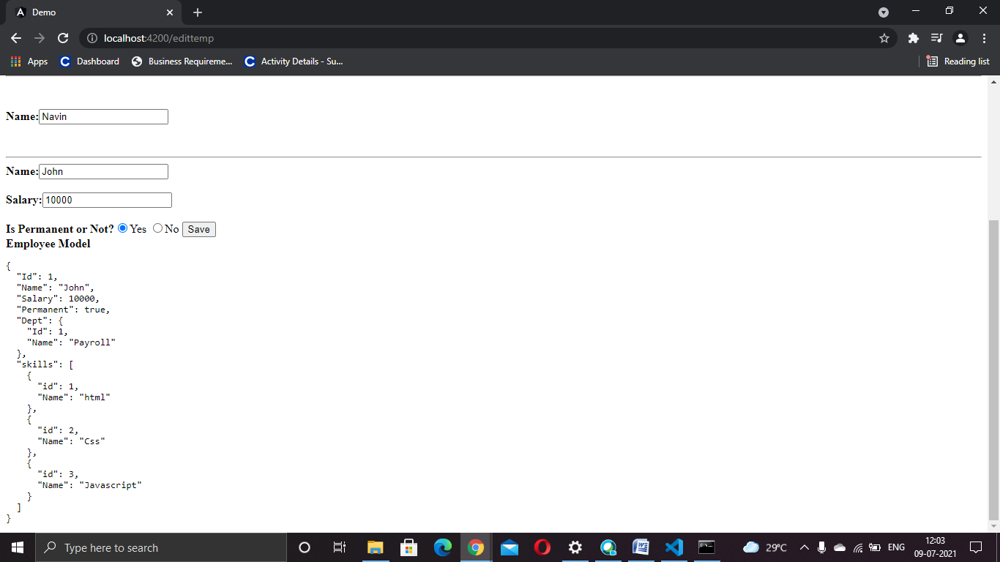 Demo
localhost:4200/edittemp
Apps Dashboard Business Requireme... Activity Details - Su... Reading list
Name: Navin
Name: John
Salary: 10000
Is Permanent or Not? Yes No Save
Employee Model
{
"Id": 1,
"Name": "John",
"Salary": 10000,
"Permanent": true,
"Dept": {
"Id": 1,
"Name": "Payroll"
},
"skills": [
{
"id": 1,
"Name": "html"
},
{
"id": 2,
"Name": "Css"
},
{
"id": 3,
"Name": "Javascript"
}
]
}
Type here to search 29°C ENG 12:03
09-07-2021